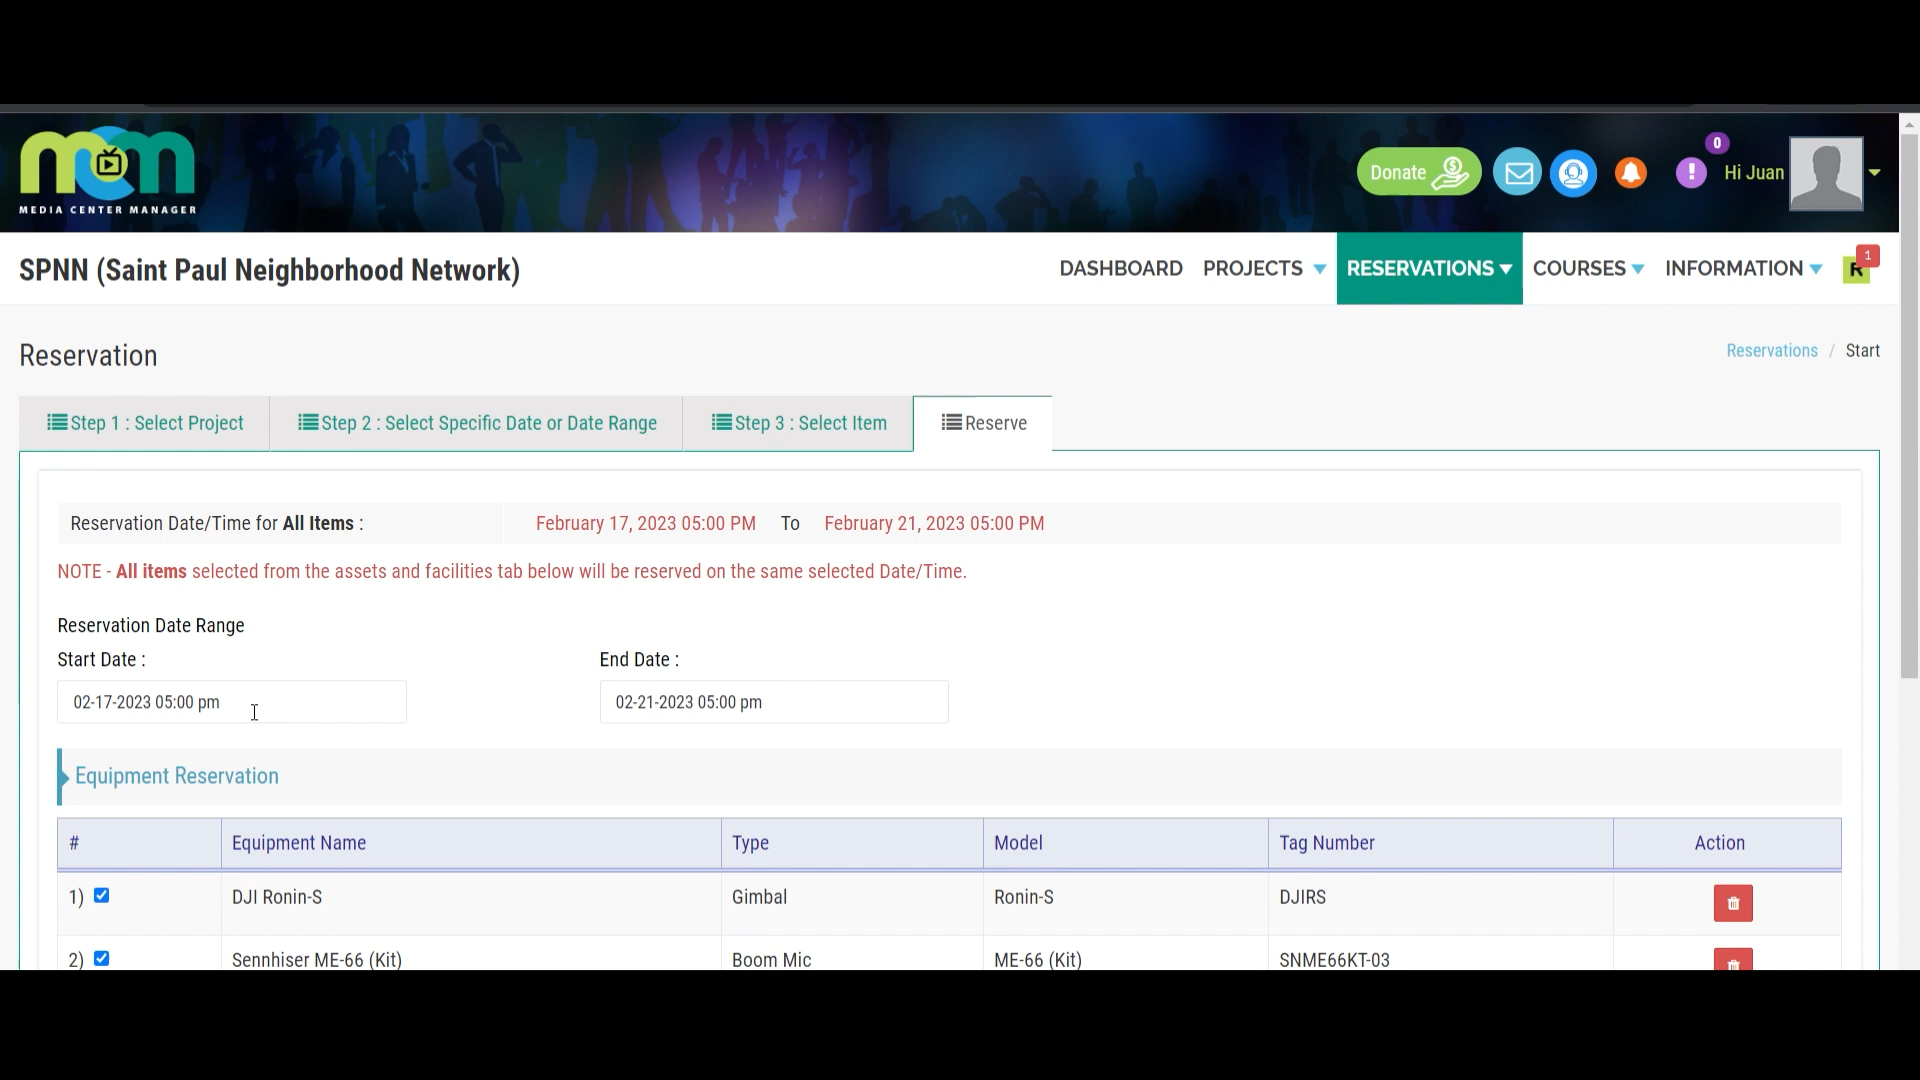 mcm
MEDIA CENTER MANAGER
Donate
0
Hi Juan
SPNN (Saint Paul Neighborhood Network)
DASHBOARD PROJECTS RESERVATIONS COURSES INFORMATION R 1
Reservation
Reservations / Start
Step 1 : Select Project Step 2 : Select Specific Date or Date Range Step 3 : Select Item Reserve
Reservation Date/Time for All Items : February 17, 2023 05:00 PM To February 21, 2023 05:00 PM
NOTE - All items selected from the assets and facilities tab below will be reserved on the same selected Date/Time.
Reservation Date Range
Start Date : End Date :
02-17-2023 05:00 pm 02-21-2023 05:00 pm
Equipment Reservation
# Equipment Name Type Model Tag Number Action
1) DJI Ronin-S Gimbal Ronin-S DJIRS
2) Sennhiser ME-66 (Kit) Boom Mic ME-66 (Kit) SNME66KT-03